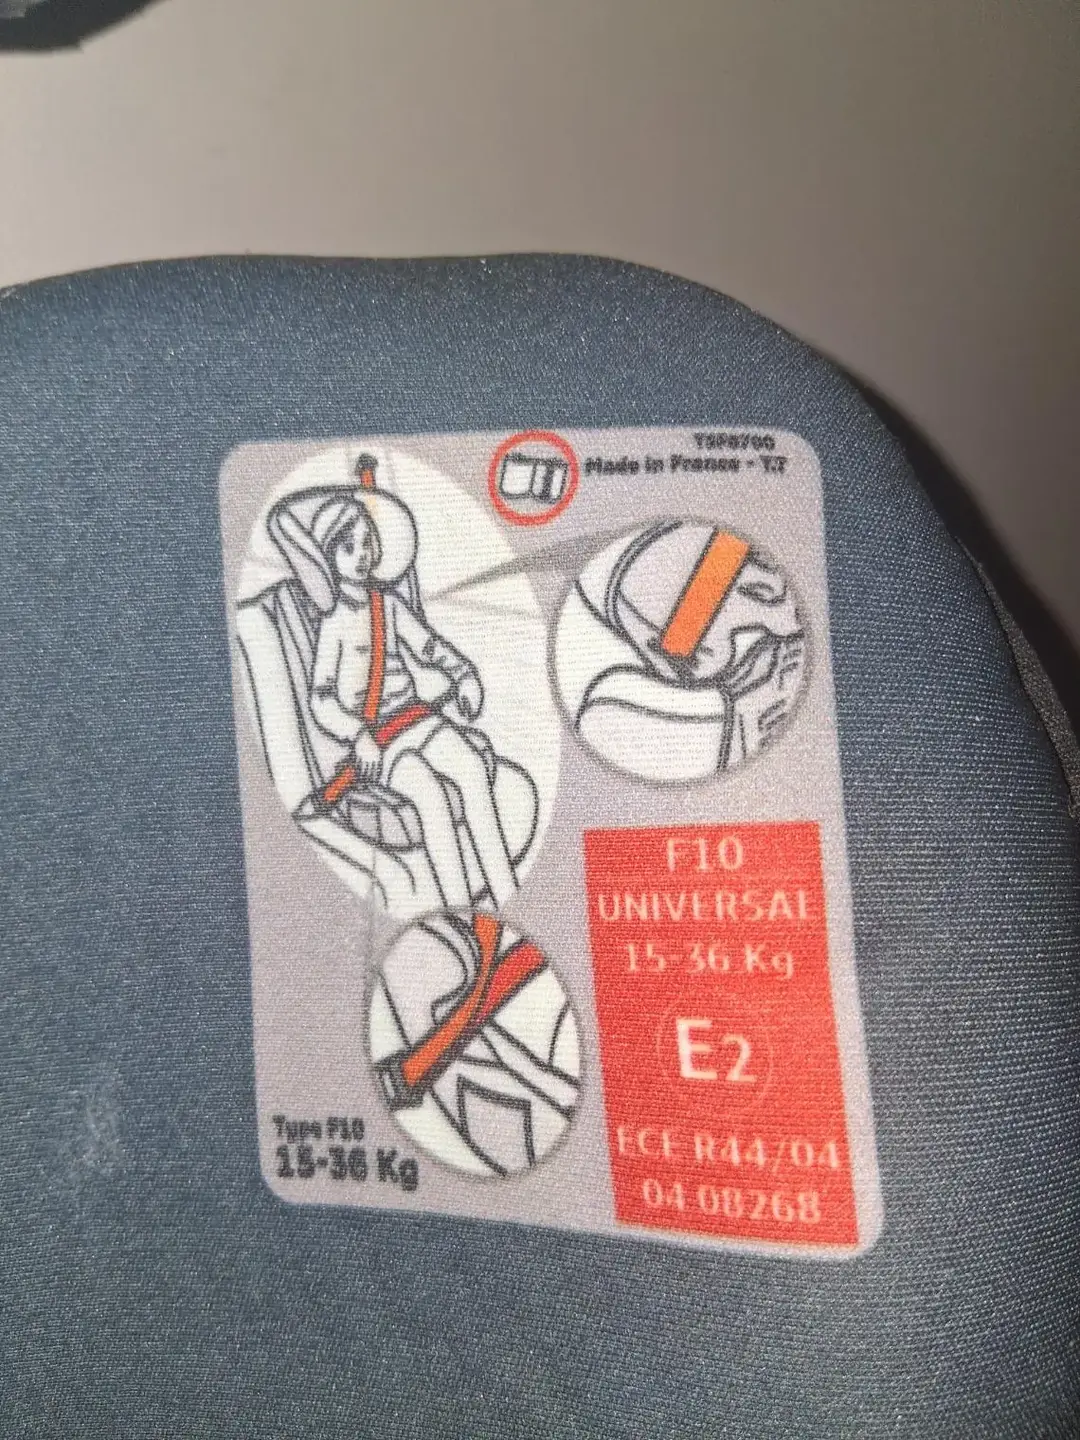 TSP8700
Made in France - T.T
F10
UNIVERSAL
15-36 Kg
E2
ECE R44/04
04 08268
Type F10
15-36 Kg